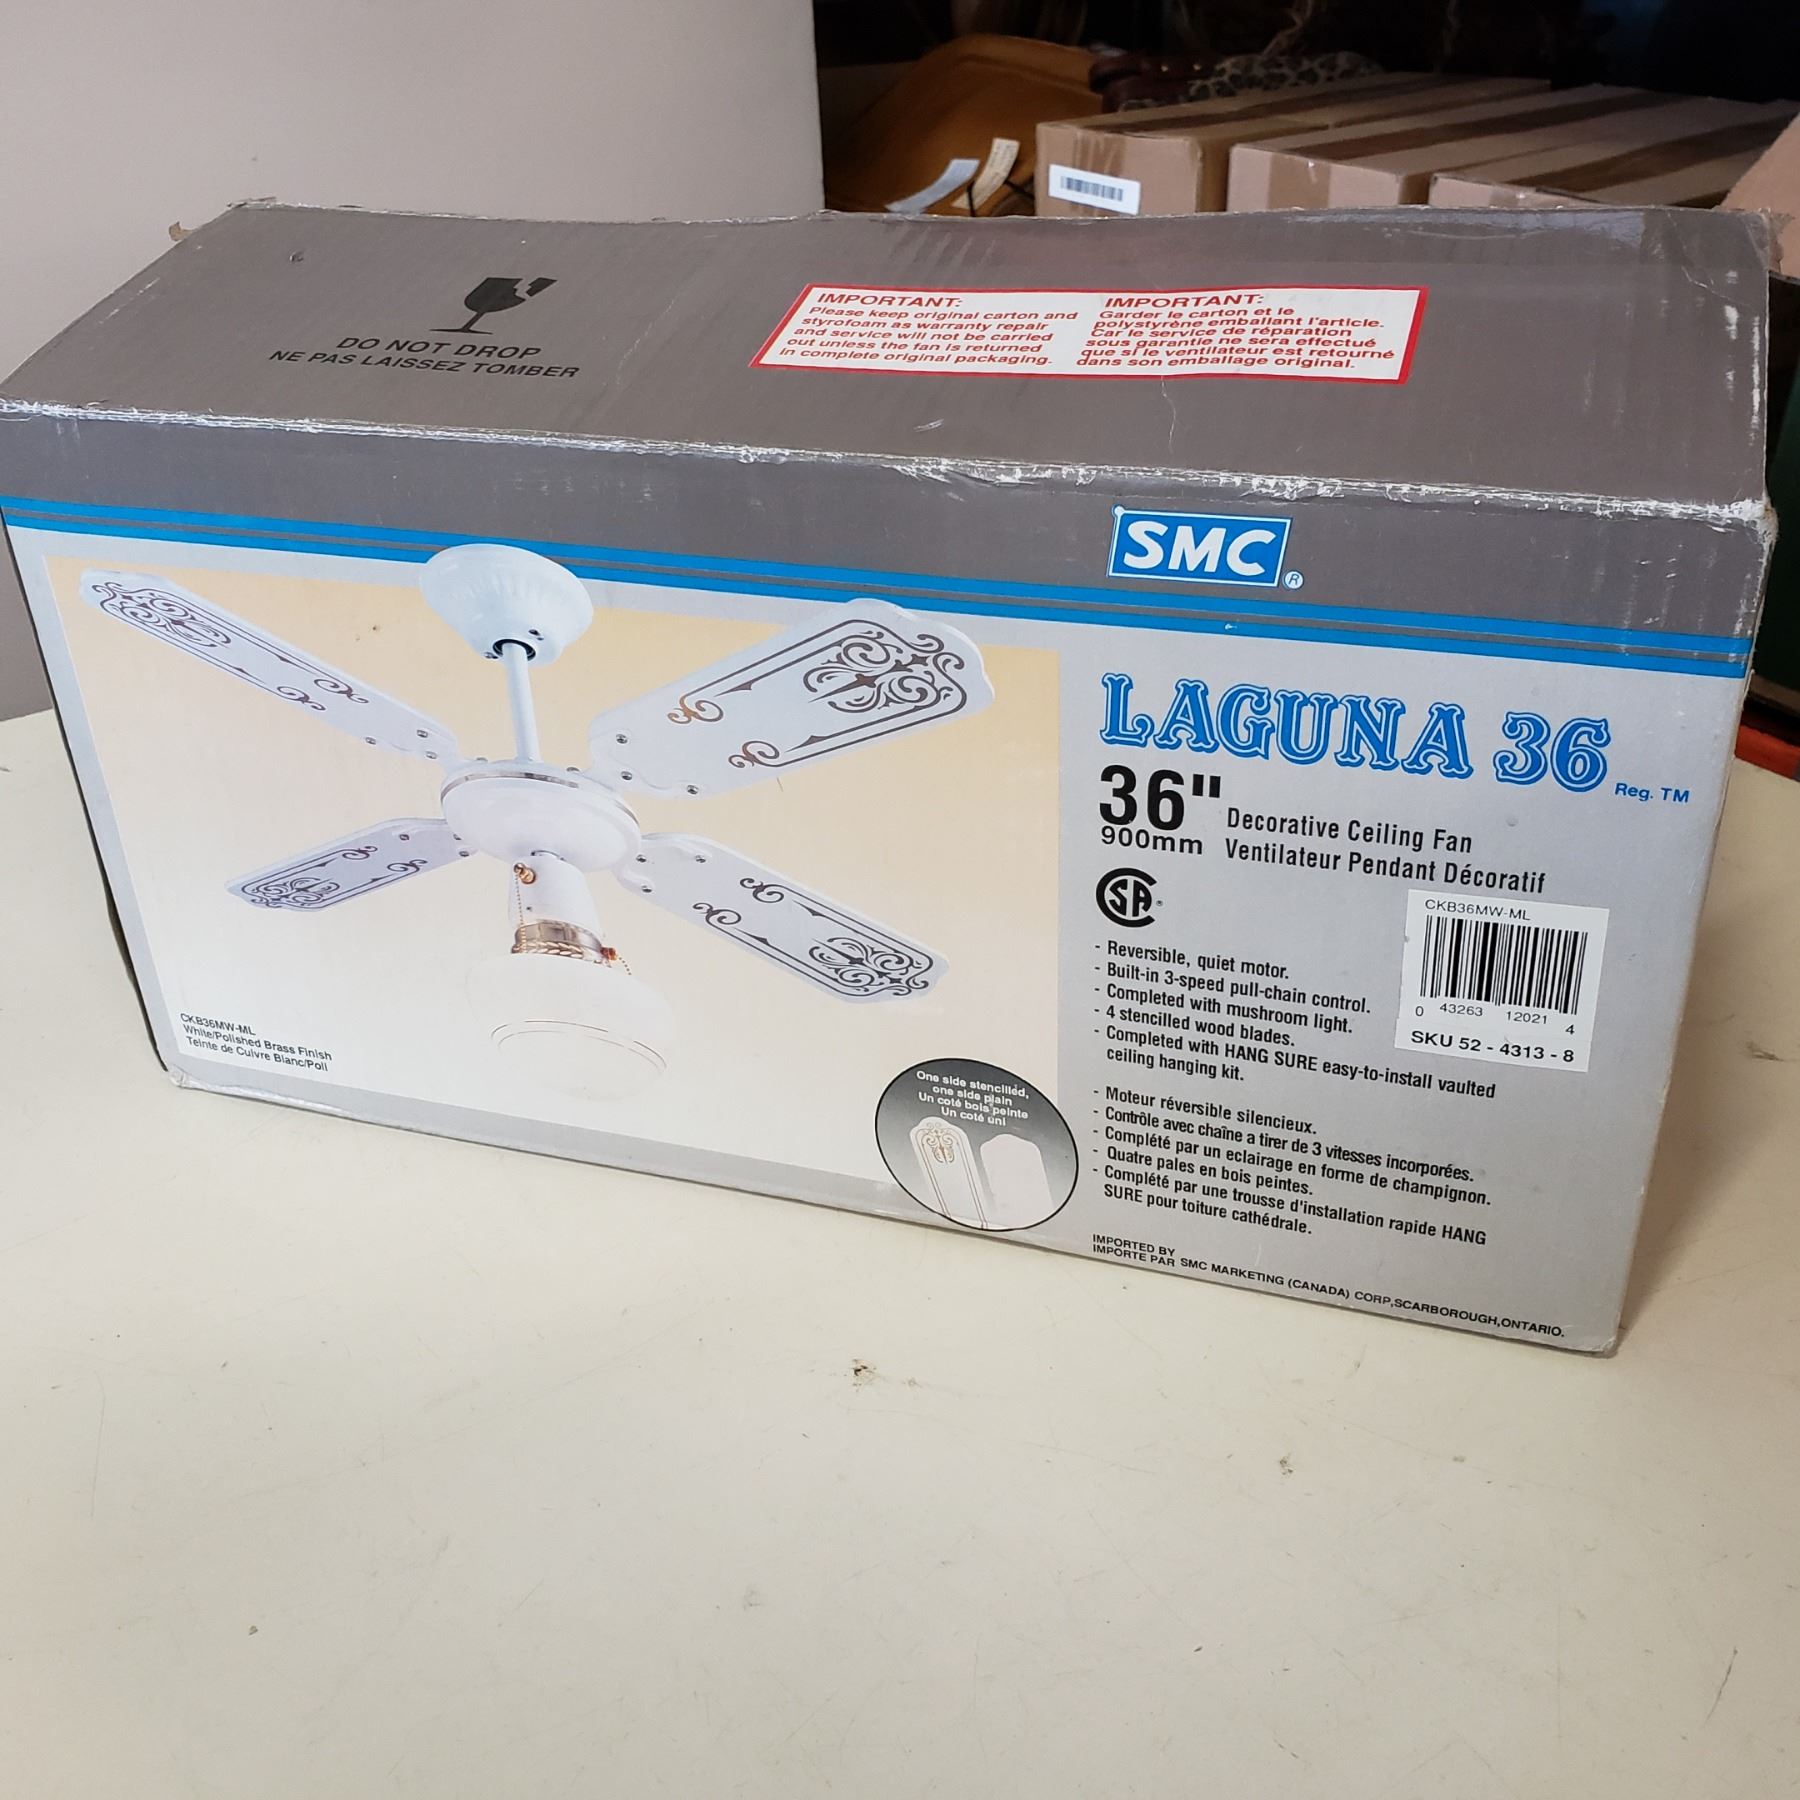 DO NOT DROP
NE PAS LAISSEZ TOMBER
IMPORTANT:
Please keep original carton and
styrofoam as warranty repair
and service will not be carried
out unless the fan is returned
in complete original packaging.
IMPORTANT:
Garder le carton et le
polystyrène emballant l'article.
Car le service de réparation
sous garantie ne sera effectué
que si le ventilateur est retourné
dans son emballage original.
SMC ®
LAGUNA 36 Reg. TM
36" Decorative Ceiling Fan
900mm Ventilateur Pendant Décoratif
CSA ®
CKB36MW-ML
0 43263 12021 4
SKU 52 - 4313 - 8
- Reversible, quiet motor.
- Built-in 3-speed pull-chain control.
- Completed with mushroom light.
- 4 stencilled wood blades.
- Completed with HANG SURE easy-to-install vaulted
ceiling hanging kit.
- Moteur réversible silencieux.
- Contrôle avec chaîne a tirer de 3 vitesses incorporées.
- Complété par un eclairage en forme de champignon.
- Quatre pales en bois peintes.
- Complété par une trousse d'installation rapide HANG
SURE pour toiture cathédrale.
IMPORTED BY
IMPORTE PAR SMC MARKETING (CANADA) CORP,SCARBOROUGH,ONTARIO.
CKB36MW-ML
White/Polished Brass Finish
Teinte de Cuivre Blanc/Poli
One side stencilled,
one side plain
Un coté bois peinte
Un coté uni